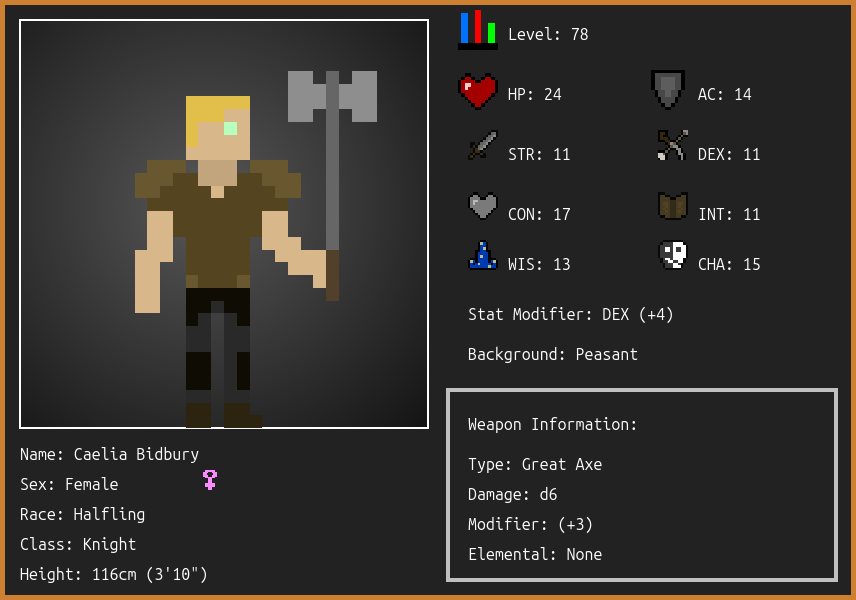 Level: 78
HP: 24
AC: 14
STR: 11
DEX: 11
CON: 17
INT: 11
WIS: 13
CHA: 15
Stat Modifier: DEX (+4)
Background: Peasant
Weapon Information:
Type: Great Axe
Damage: d6
Modifier: (+3)
Elemental: None
Name: Caelia Bidbury
Sex: Female
Race: Halfling
Class: Knight
Height: 116cm (3'10")